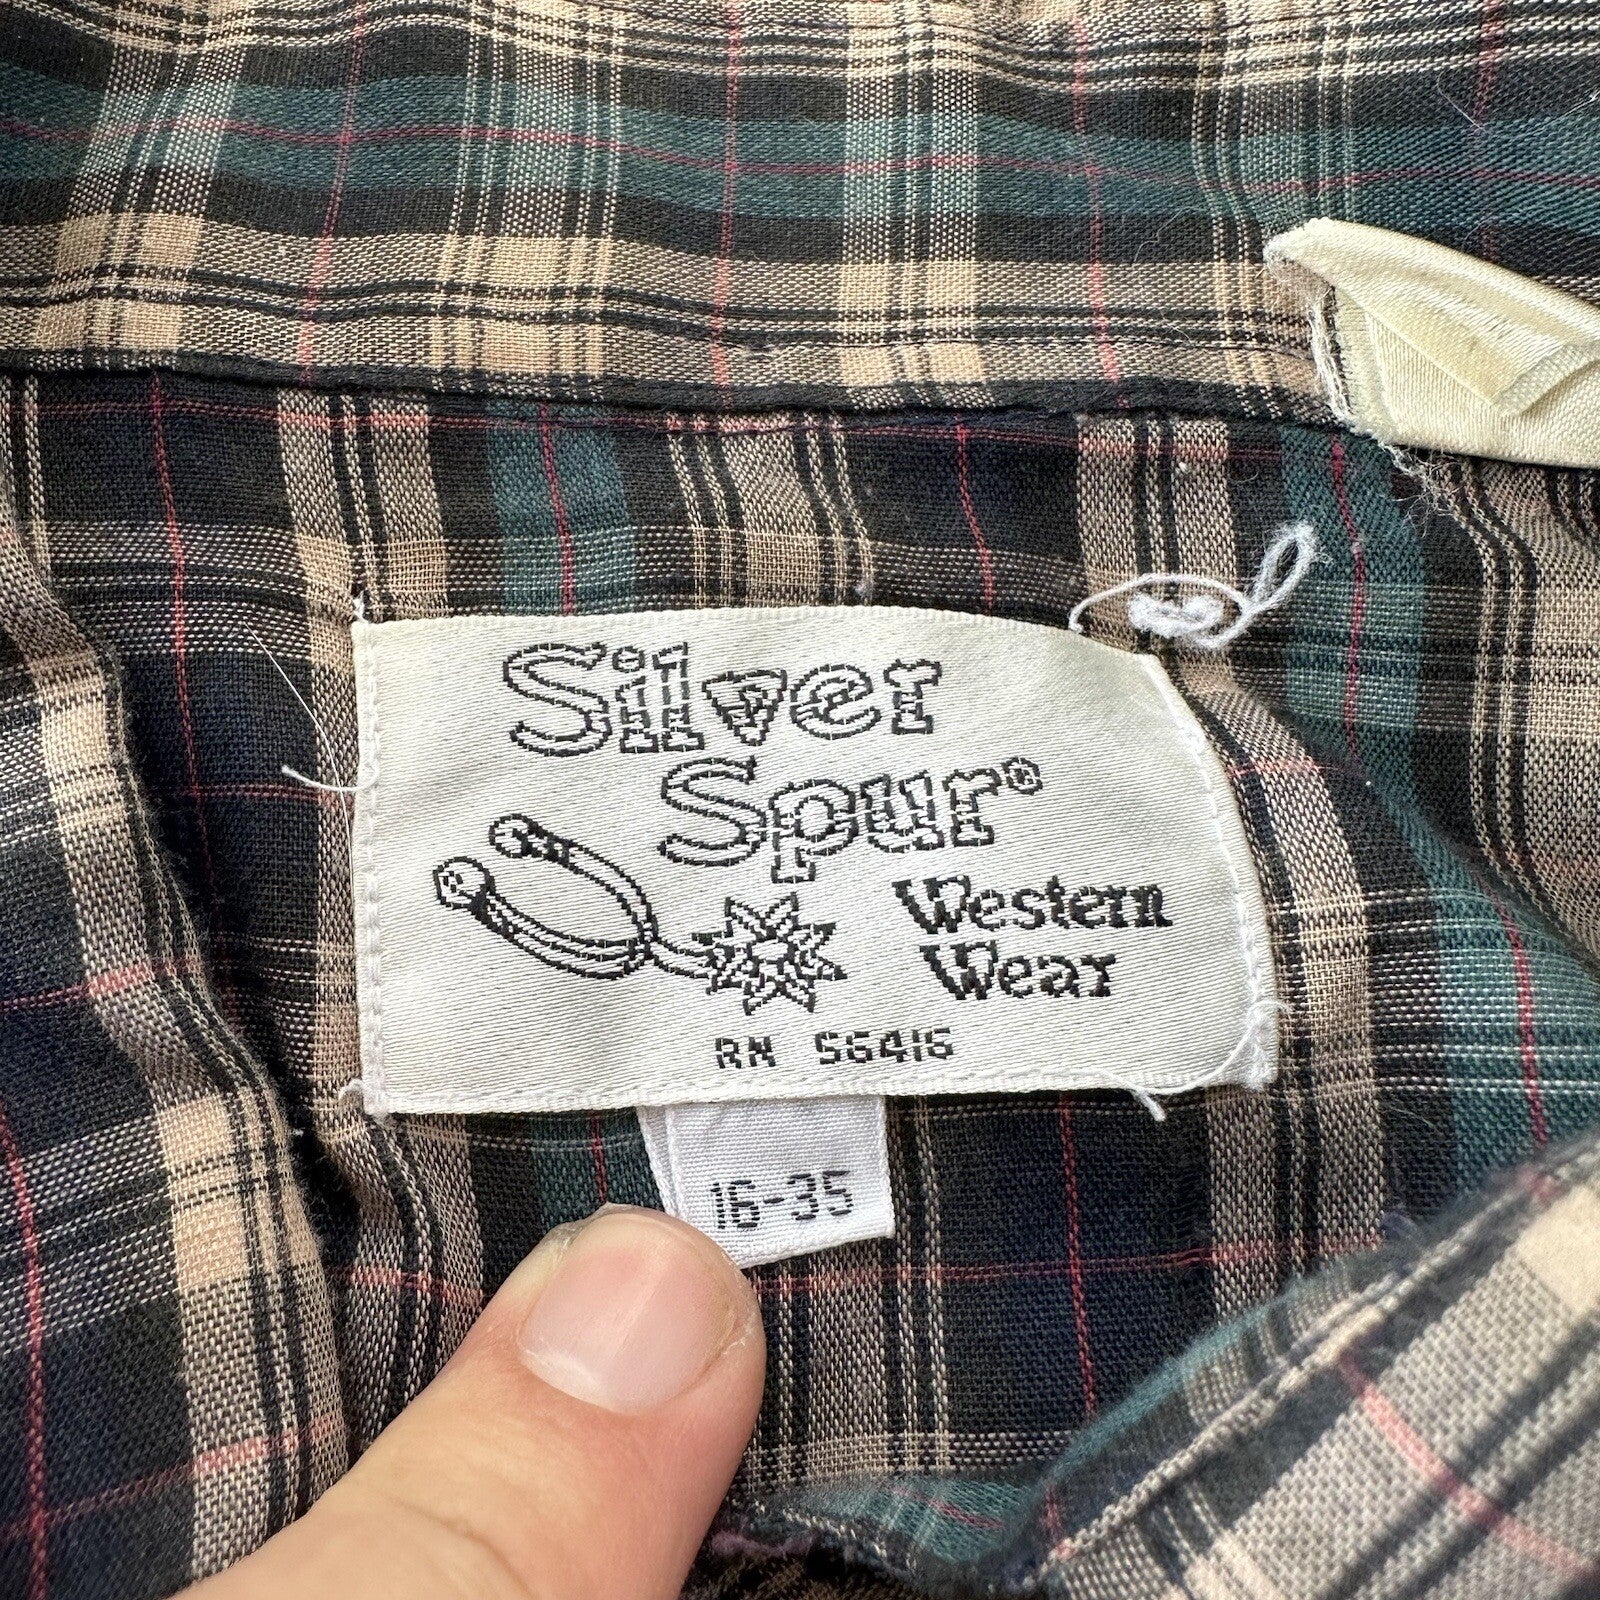 Silver
Spur®
Western
Wear
RN 56416
16-35